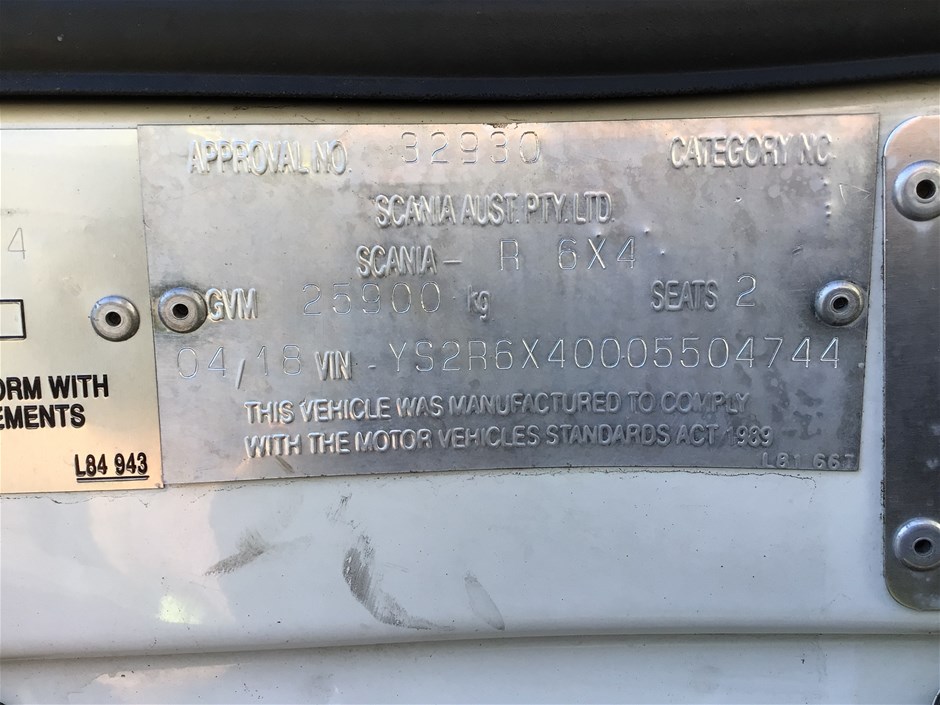 APPROVAL NO. 32930 CATEGORY NC
SCANIA AUST. PTY. LTD.
SCANIA - R 6X4
GVM 25900 kg SEATS 2
04/18 VIN - YS2R6X40005504744
THIS VEHICLE WAS MANUFACTURED TO COMPLY
WITH THE MOTOR VEHICLES STANDARDS ACT 1989
L81 667
4
ORM WITH
EMENTS
L84 943